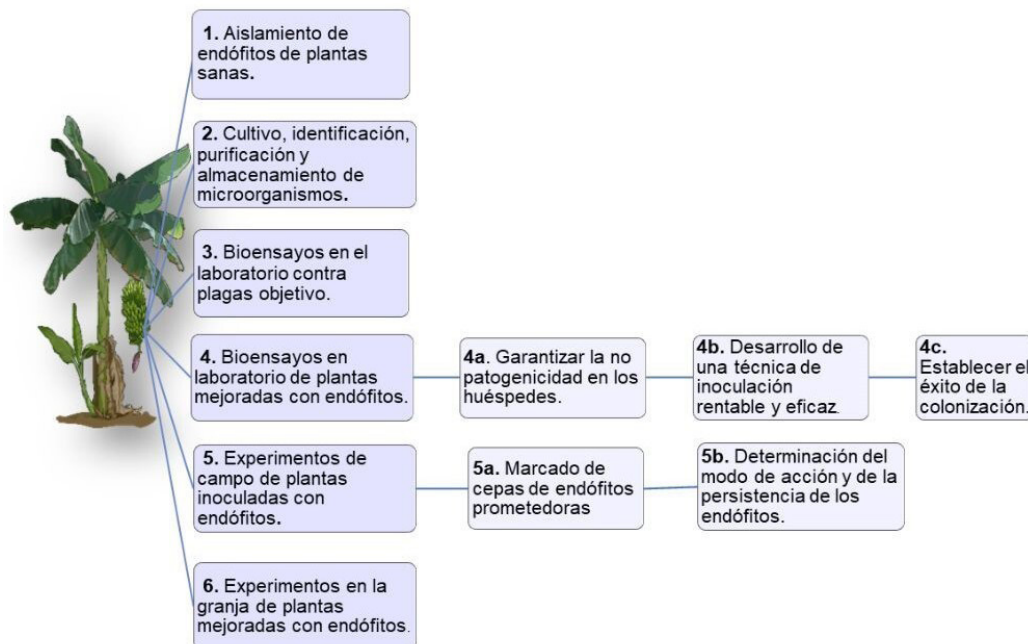 1. Aislamiento de
endófitos de plantas
sanas.
2. Cultivo, identificación,
purificación y
almacenamiento de
microorganismos.
3. Bioensayos en el
laboratorio contra
plagas objetivo.
4. Bioensayos en
laboratorio de plantas
mejoradas con endófitos.
4a. Garantizar la no
patogenicidad en los
huéspedes.
4b. Desarrollo de
una técnica de
inoculación
rentable y eficaz.
4c.
Establecer el
éxito de la
colonización.
5. Experimentos de
campo de plantas
inoculadas con
endófitos.
5a. Marcado de
cepas de endófitos
prometedoras
5b. Determinación del
modo de acción y de la
persistencia de los
endófitos.
6. Experimentos en la
granja de plantas
mejoradas con endófitos.